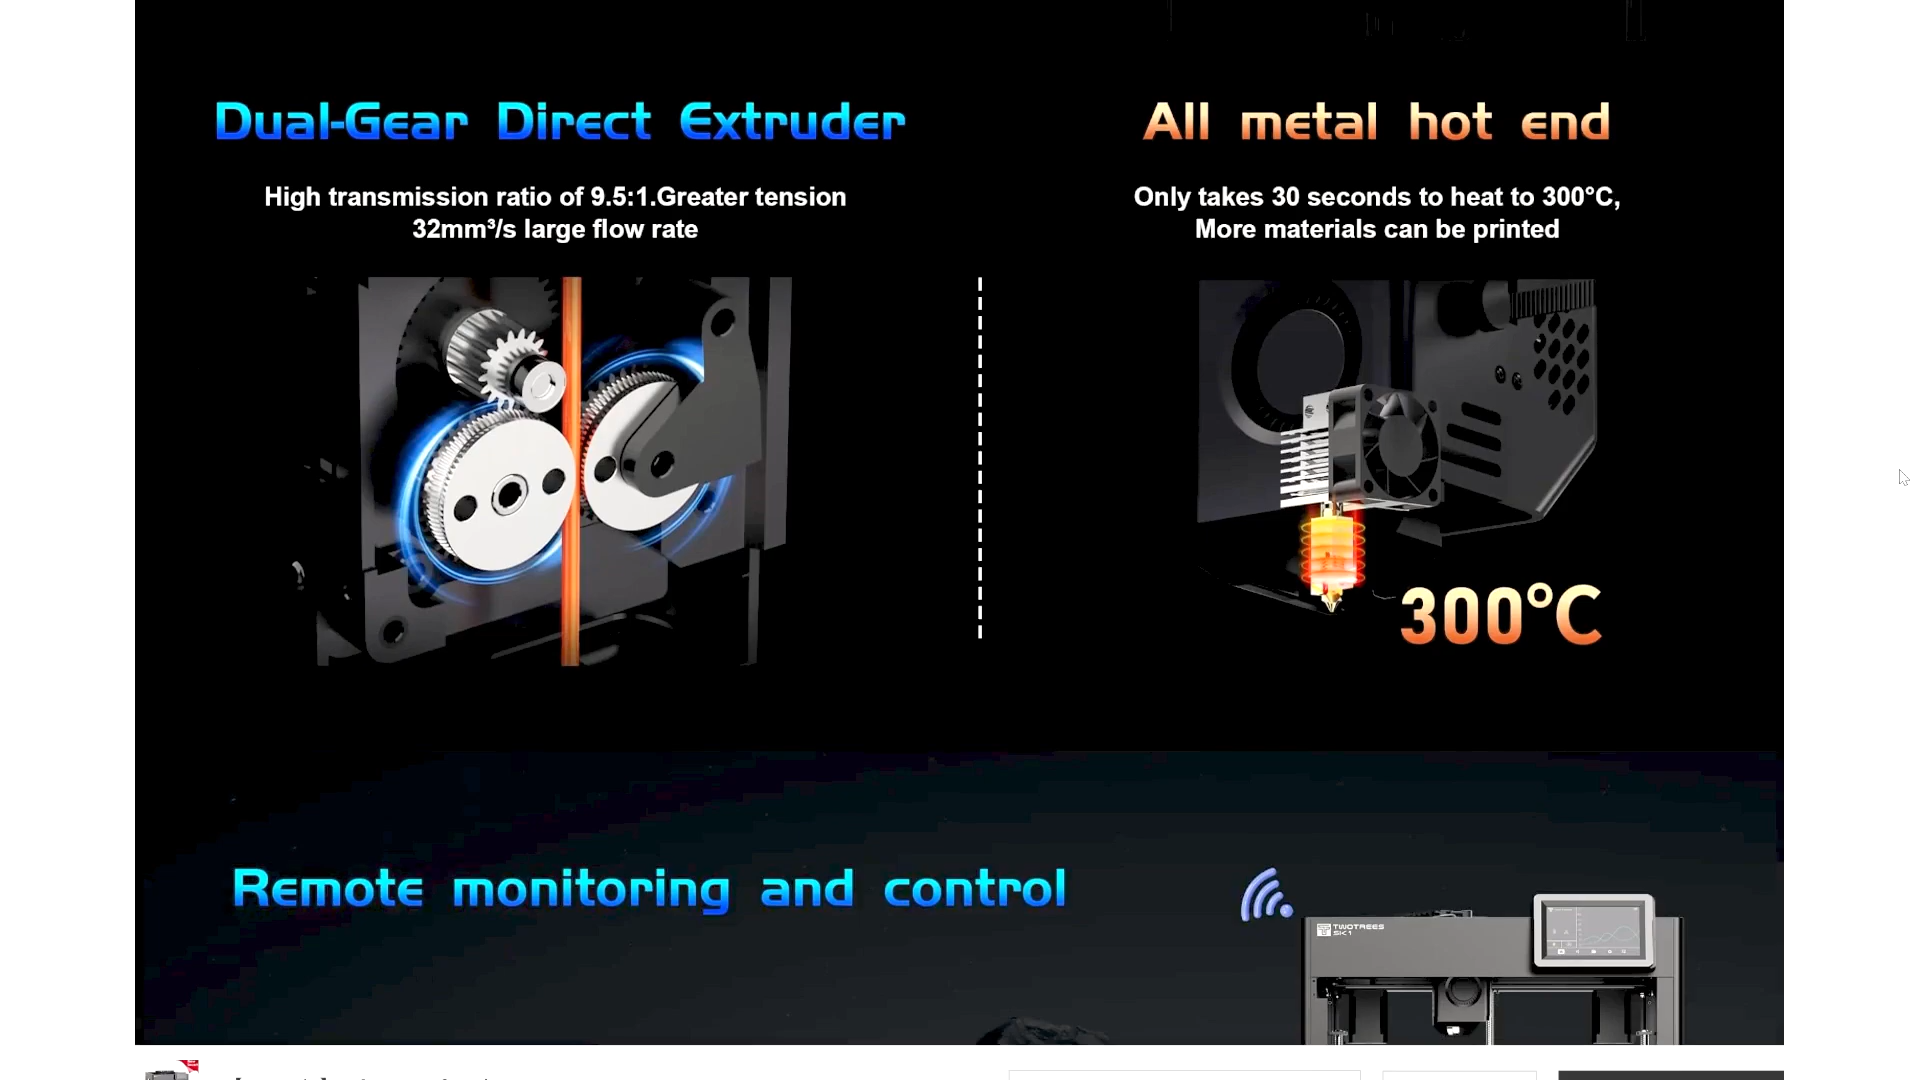 Dual-Gear Direct Extruder
High transmission ratio of 9.5:1.Greater tension
32mm³/s large flow rate
All metal hot end
Only takes 30 seconds to heat to 300°C,
More materials can be printed
300°C
Remote monitoring and control
TWOTREES
SK1